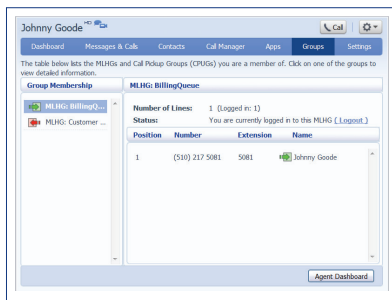 Johnny Goode HD
Call
Dashboard Messages & Calls Contacts Call Manager Apps Groups Settings
The table below lists the MLHGs and Call Pickup Groups (CPUGs) you are a member of. Click on one of the groups to
view detailed information.
Group Membership
MLHG: BillingQ...
MLHG: Customer ...
MLHG: BillingQueue
Number of Lines: 1 (Logged in: 1)
Status: You are currently logged in to this MLHG ( Logout )
Position Number Extension Name
1 (510) 217 5081 5081 Johnny Goode
Agent Dashboard